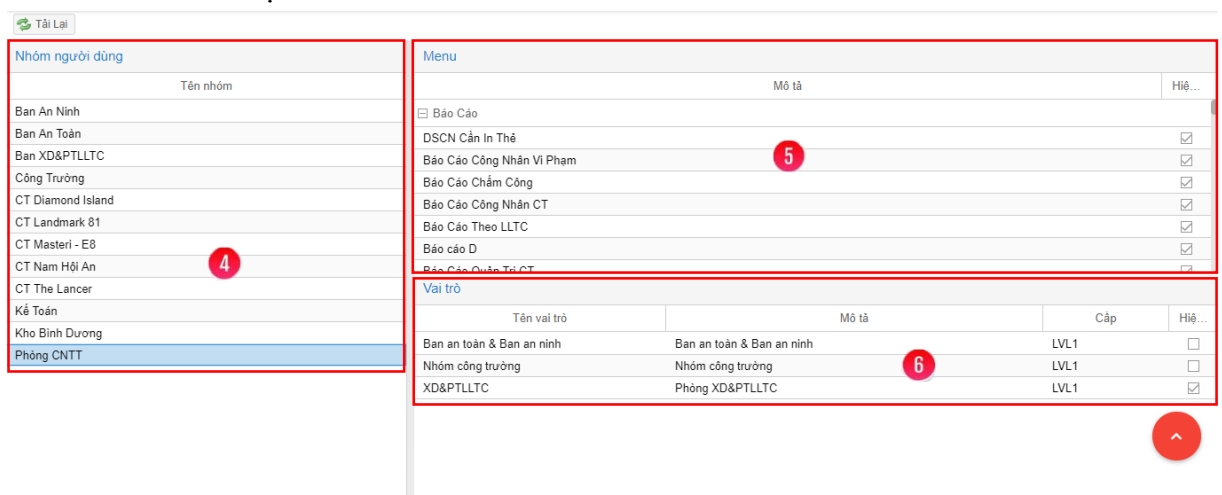 Tải Lại
Nhóm người dùng
Tên nhóm
Ban An Ninh
Ban An Toàn
Ban XD&PTLLTC
Công Trường
CT Diamond Island
CT Landmark 81
CT Masteri - E8
CT Nam Hội An
CT The Lancer
Kế Toán
Kho Bình Dương
Phòng CNTT
4
Menu
Mô tả Hiệ...
Báo Cáo
DSCN Cần In Thẻ
Báo Cáo Công Nhân Vi Phạm
Báo Cáo Chấm Công
Báo Cáo Công Nhân CT
Báo Cáo Theo LLTC
Báo cáo D
Báo Cáo Quản Trị CT
5
Vai trò
Tên vai trò Mô tả Cấp Hiệ...
Ban an toàn & Ban an ninh Ban an toàn & Ban an ninh LVL1
Nhóm công trường Nhóm công trường LVL1
XD&PTLLTC Phòng XD&PTLLTC LVL1
6